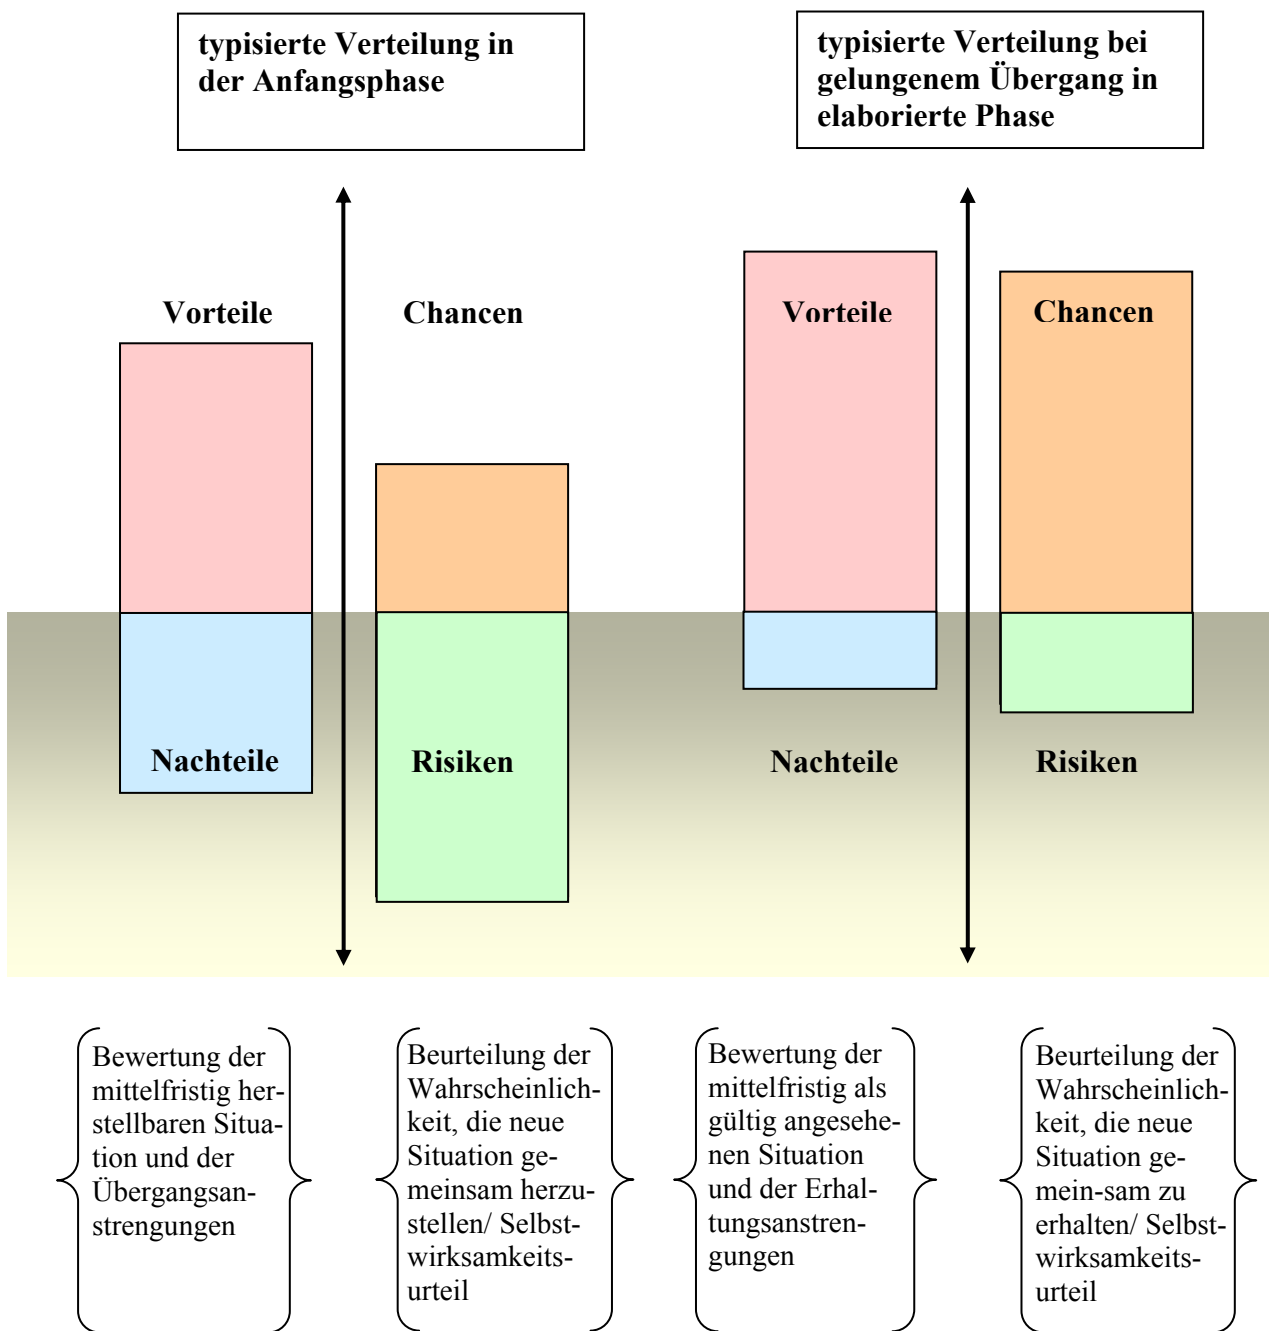 typisierte Verteilung in
der Anfangsphase
typisierte Verteilung bei
gelungenem Übergang in
elaborierte Phase
Vorteile
Chancen
Vorteile
Chancen
Nachteile
Risiken
Nachteile
Risiken
Bewertung der
mittelfristig her-
stellbaren Situa-
tion und der
Übergangsan-
strengungen
Beurteilung der
Wahrscheinlich-
keit, die neue
Situation ge-
meinsam herzu-
stellen/ Selbst-
wirksamkeits-
urteil
Bewertung der
mittelfristig als
gültig angesehe-
nen Situation
und der Erhal-
tungsanstren-
gungen
Beurteilung der
Wahrscheinlich-
keit, die neue
Situation ge-
mein-sam zu
erhalten/ Selbst-
wirksamkeits-
urteil